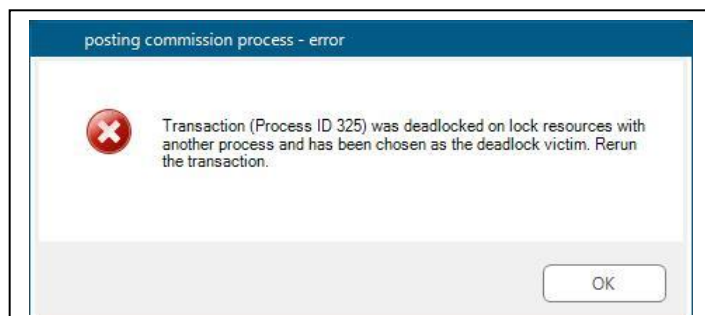 posting commission process - error
Transaction (Process ID 325) was deadlocked on lock resources with
another process and has been chosen as the deadlock victim. Rerun
the transaction.
OK